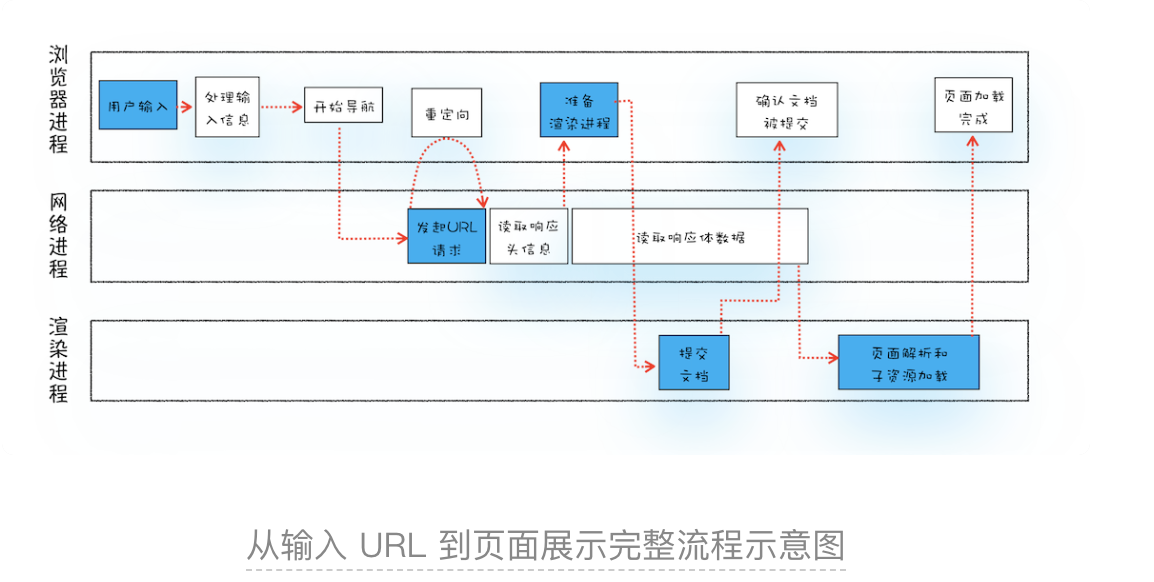 浏览器进程
用户输入
处理输
入信息
开始导航
重定向
准备
渲染进程
确认文档
被提交
页面加载
完成
网络进程
发起URL
请求
读取响应
头信息
读取响应体数据
渲染进程
提交
文档
页面解析和
子资源加载
从输入 URL 到页面展示完整流程示意图